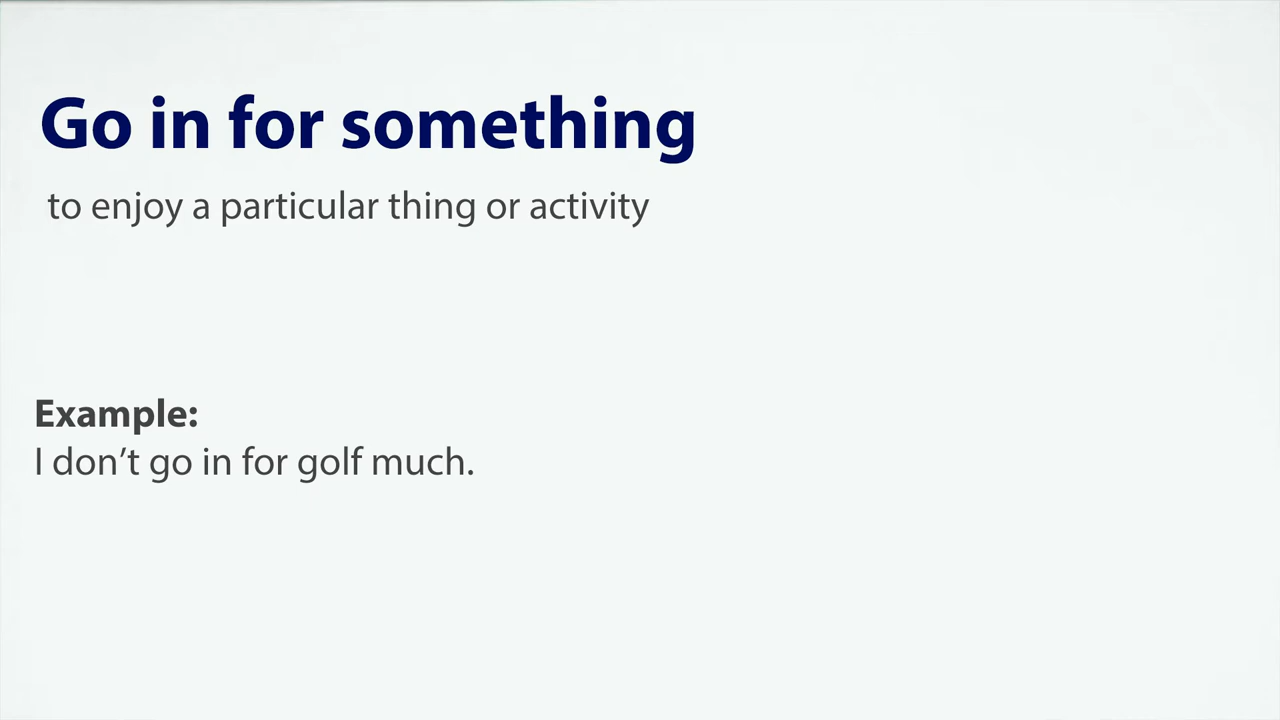 Go in for something
to enjoy a particular thing or activity
Example:
I don’t go in for golf much.